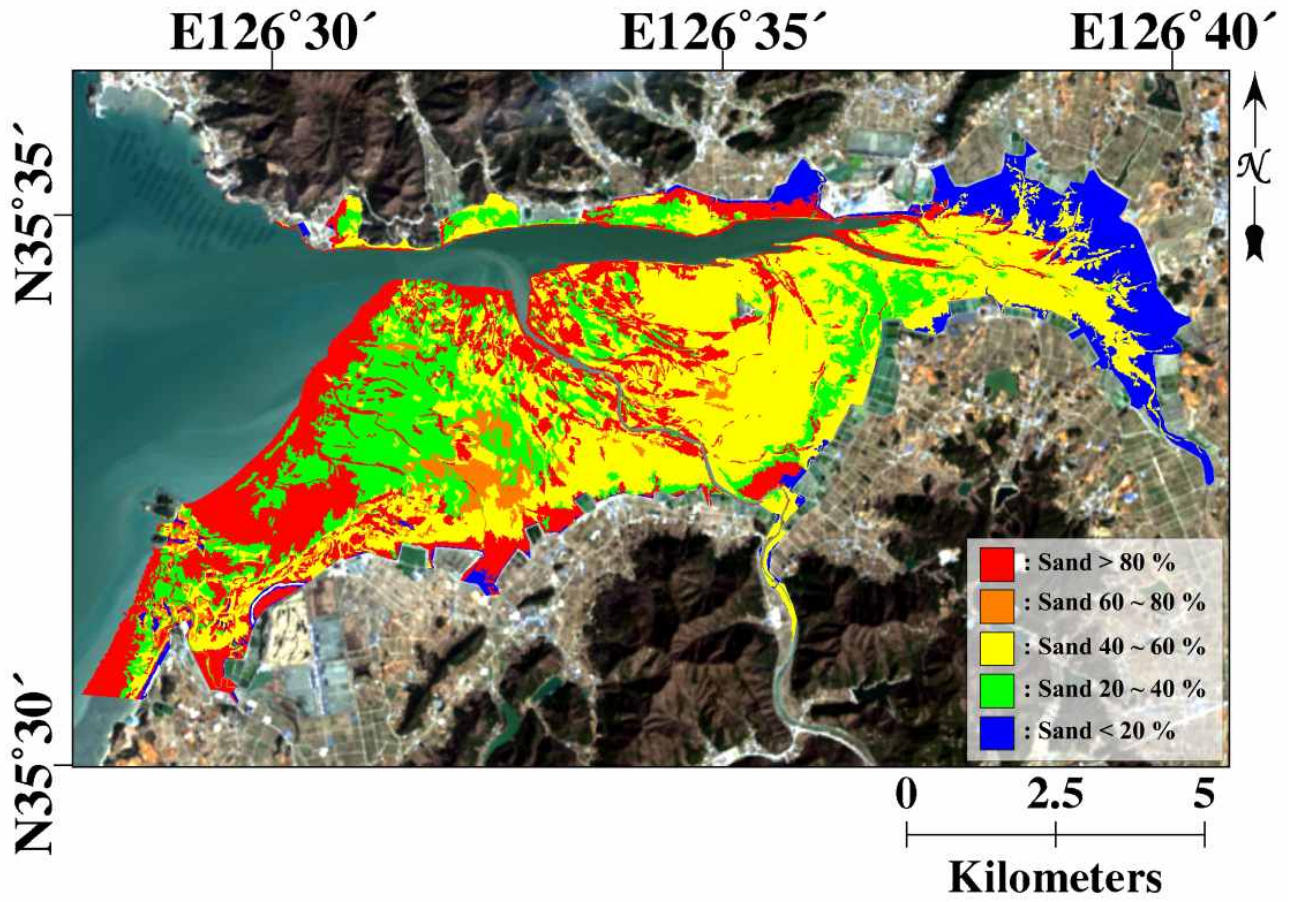 E126°30´ E126°35´ E126°40´
N35°35´
N
N35°30´
: Sand > 80 %
: Sand 60 ~ 80 %
: Sand 40 ~ 60 %
: Sand 20 ~ 40 %
: Sand < 20 %
0 2.5 5
Kilometers